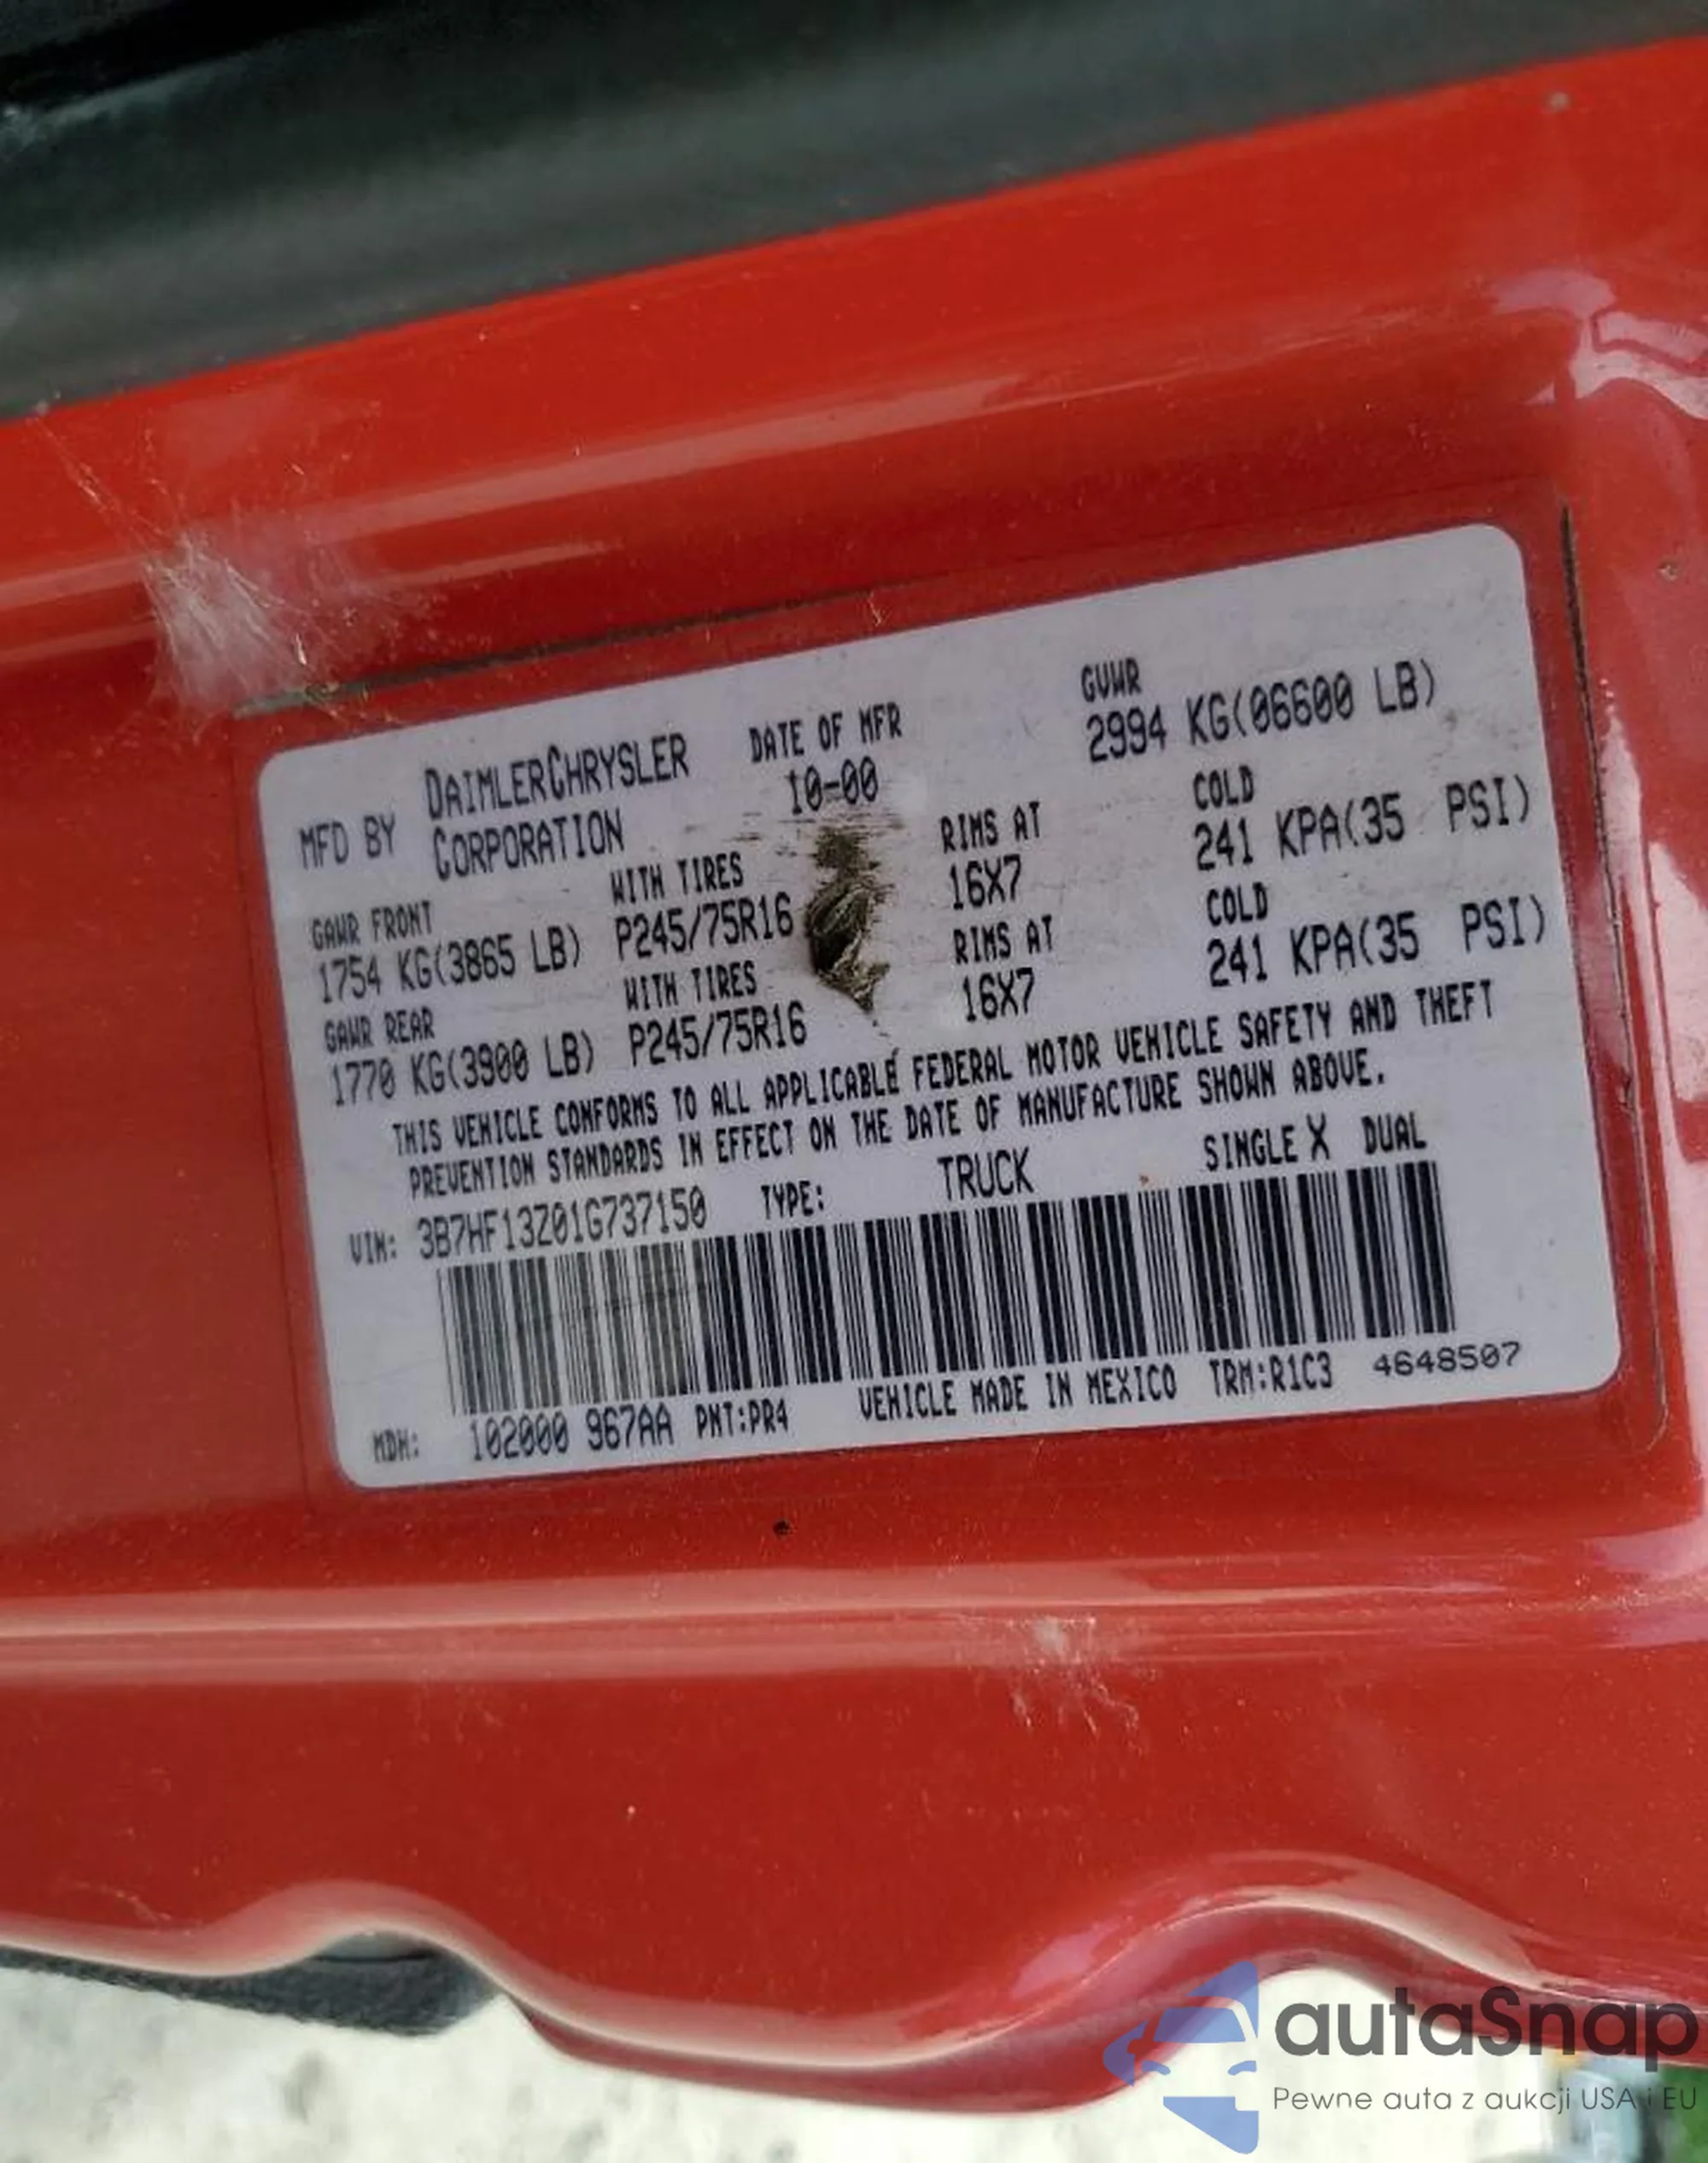 MFD BY DAIMLERCHRYSLER CORPORATION
DATE OF MFR
10-00
GVWR
2994 KG(06600 LB)
GAWR FRONT WITH TIRES RIMS AT COLD
1754 KG(3865 LB) P245/75R16 16X7 241 KPA(35 PSI)
GAWR REAR WITH TIRES RIMS AT COLD
1770 KG(3900 LB) P245/75R16 16X7 241 KPA(35 PSI)
THIS VEHICLE CONFORMS TO ALL APPLICABLE FEDERAL MOTOR VEHICLE SAFETY AND THEFT
PREVENTION STANDARDS IN EFFECT ON THE DATE OF MANUFACTURE SHOWN ABOVE.
VIN: 3B7HF13Z01G737150 TYPE: TRUCK SINGLE X DUAL
MDH: 102000 967AA PNT:PR4 VEHICLE MADE IN MEXICO TRM:R1C3 4648507
autaSnap
Pewne auta z aukcji USA i EU